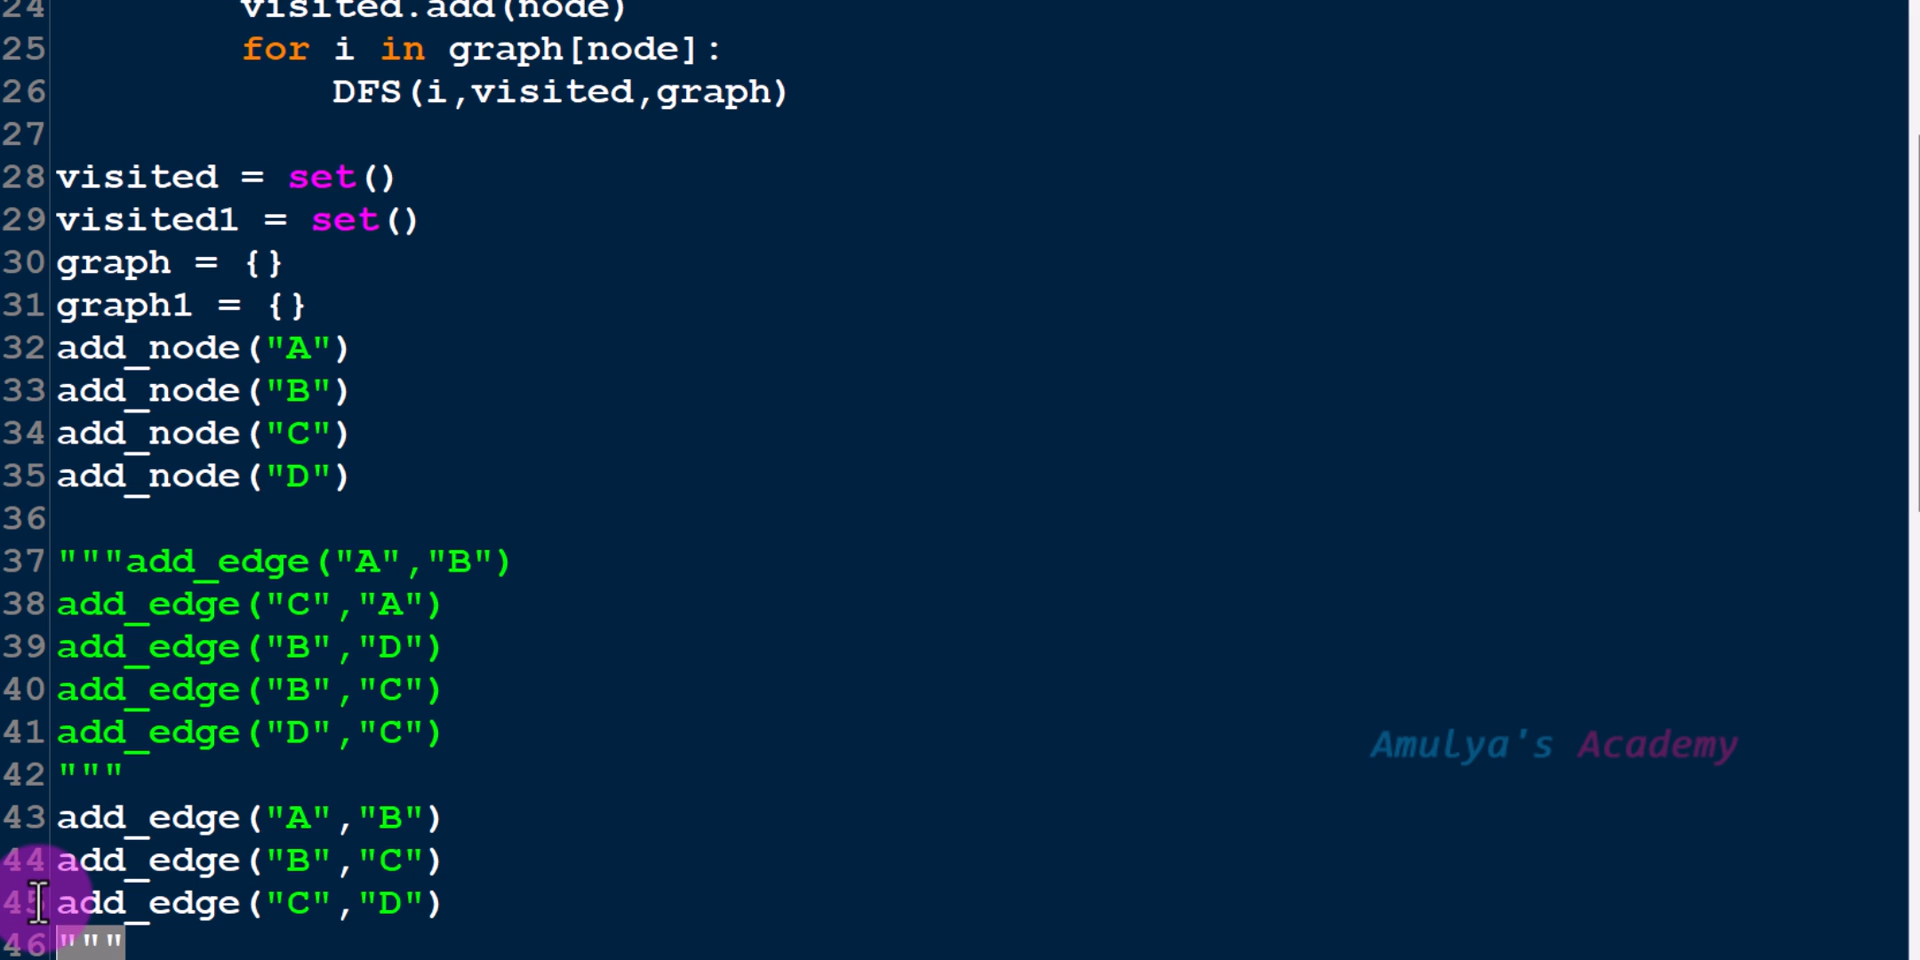 24 visited.add(node)
25 for i in graph[node]:
26 DFS(i,visited,graph)
27
28 visited = set()
29 visited1 = set()
30 graph = {}
31 graph1 = {}
32 add_node("A")
33 add_node("B")
34 add_node("C")
35 add_node("D")
36
37 """add_edge("A","B")
38 add_edge("C","A")
39 add_edge("B","D")
40 add_edge("B","C")
41 add_edge("D","C")
Amulya's Academy
42 """
43 add_edge("A","B")
44 add_edge("B","C")
45 add_edge("C","D")
46 """